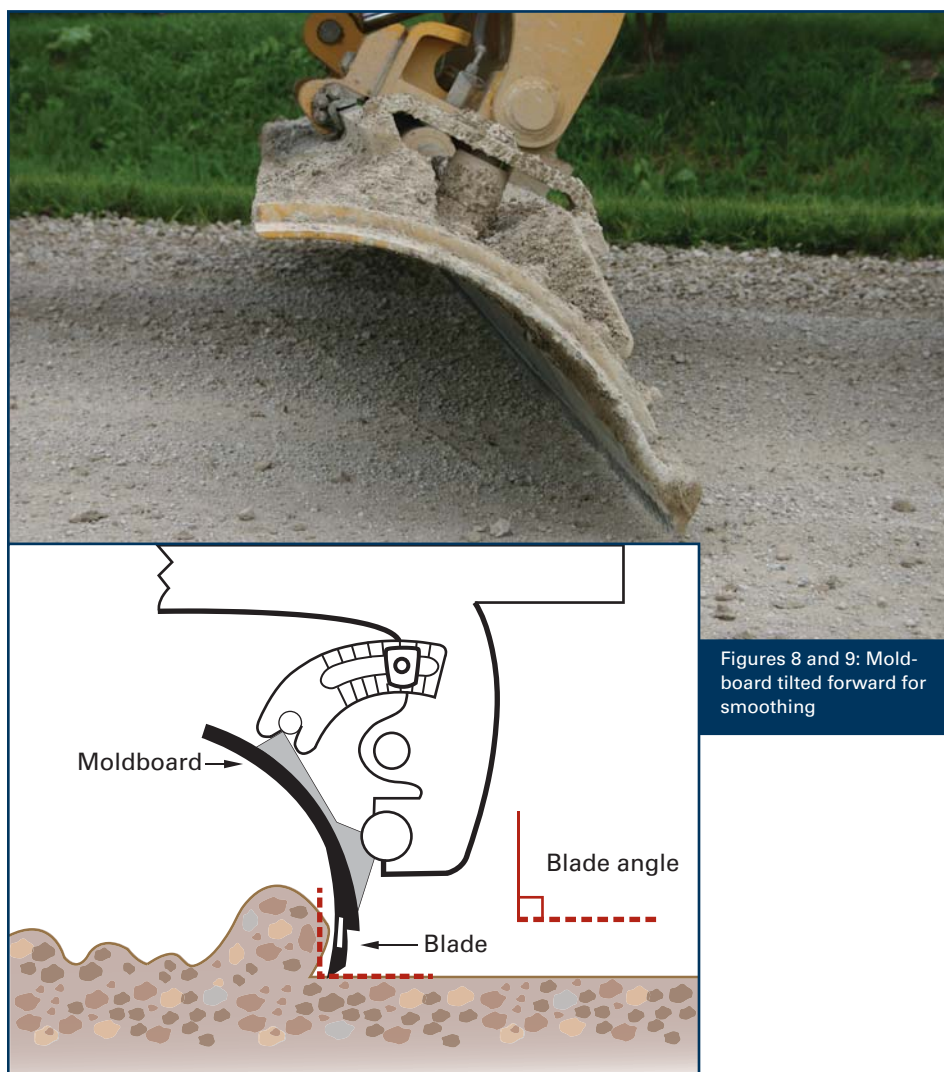 Figures 8 and 9: Mold-
board tilted forward for
smoothing
Moldboard
Blade angle
Blade